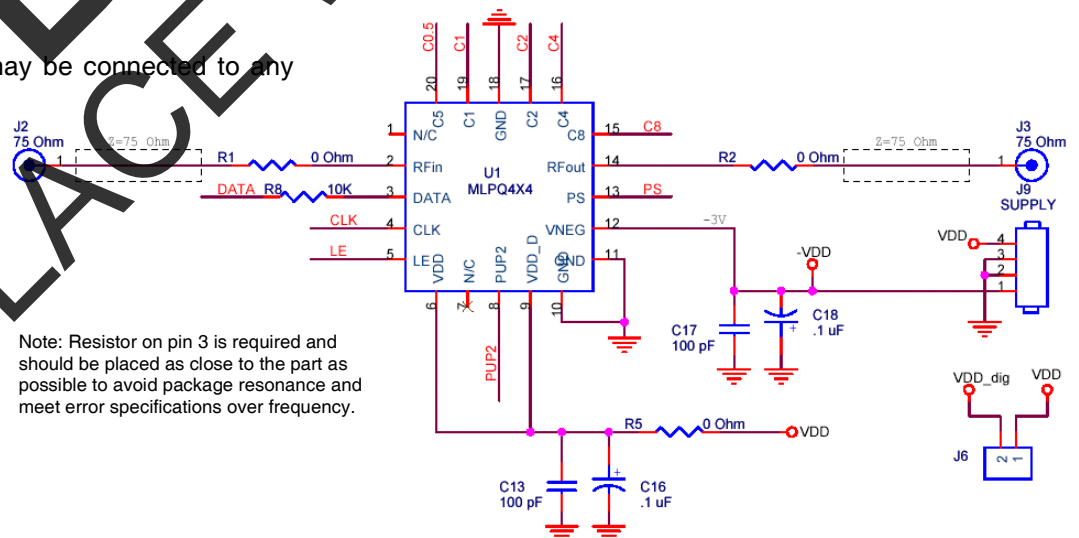 may be connected to any
ACE
C0.5
C1
C2
C4
20
19
18
17
16
C5
C1
GND
C2
C4
J2
75 Ohm
1
Z=75 Ohm
R1
0 Ohm
1
N/C
2
RFin
DATA
R8
10K
3
DATA
CLK
4
CLK
LE
5
LE
U1
MLPQ4X4
C8
15
C8
RFout
14
R2
0 Ohm
Z=75 Ohm
1
J3
75 Ohm
PS
13
PS
VNEG
12
-3V
GND
11
VDD
N/C
PUP2
VDD_D
GND
6
7
8
9
10
PUP2
J9
SUPPLY
VDD
4
3
2
1
-VDD
C17
100 pF
C18
+
.1 uF
Note: Resistor on pin 3 is required and
should be placed as close to the part as
possible to avoid package resonance and
meet error specifications over frequency.
R5
0 Ohm
VDD
C13
100 pF
+
C16
.1 uF
VDD_dig
VDD
J6
2
1